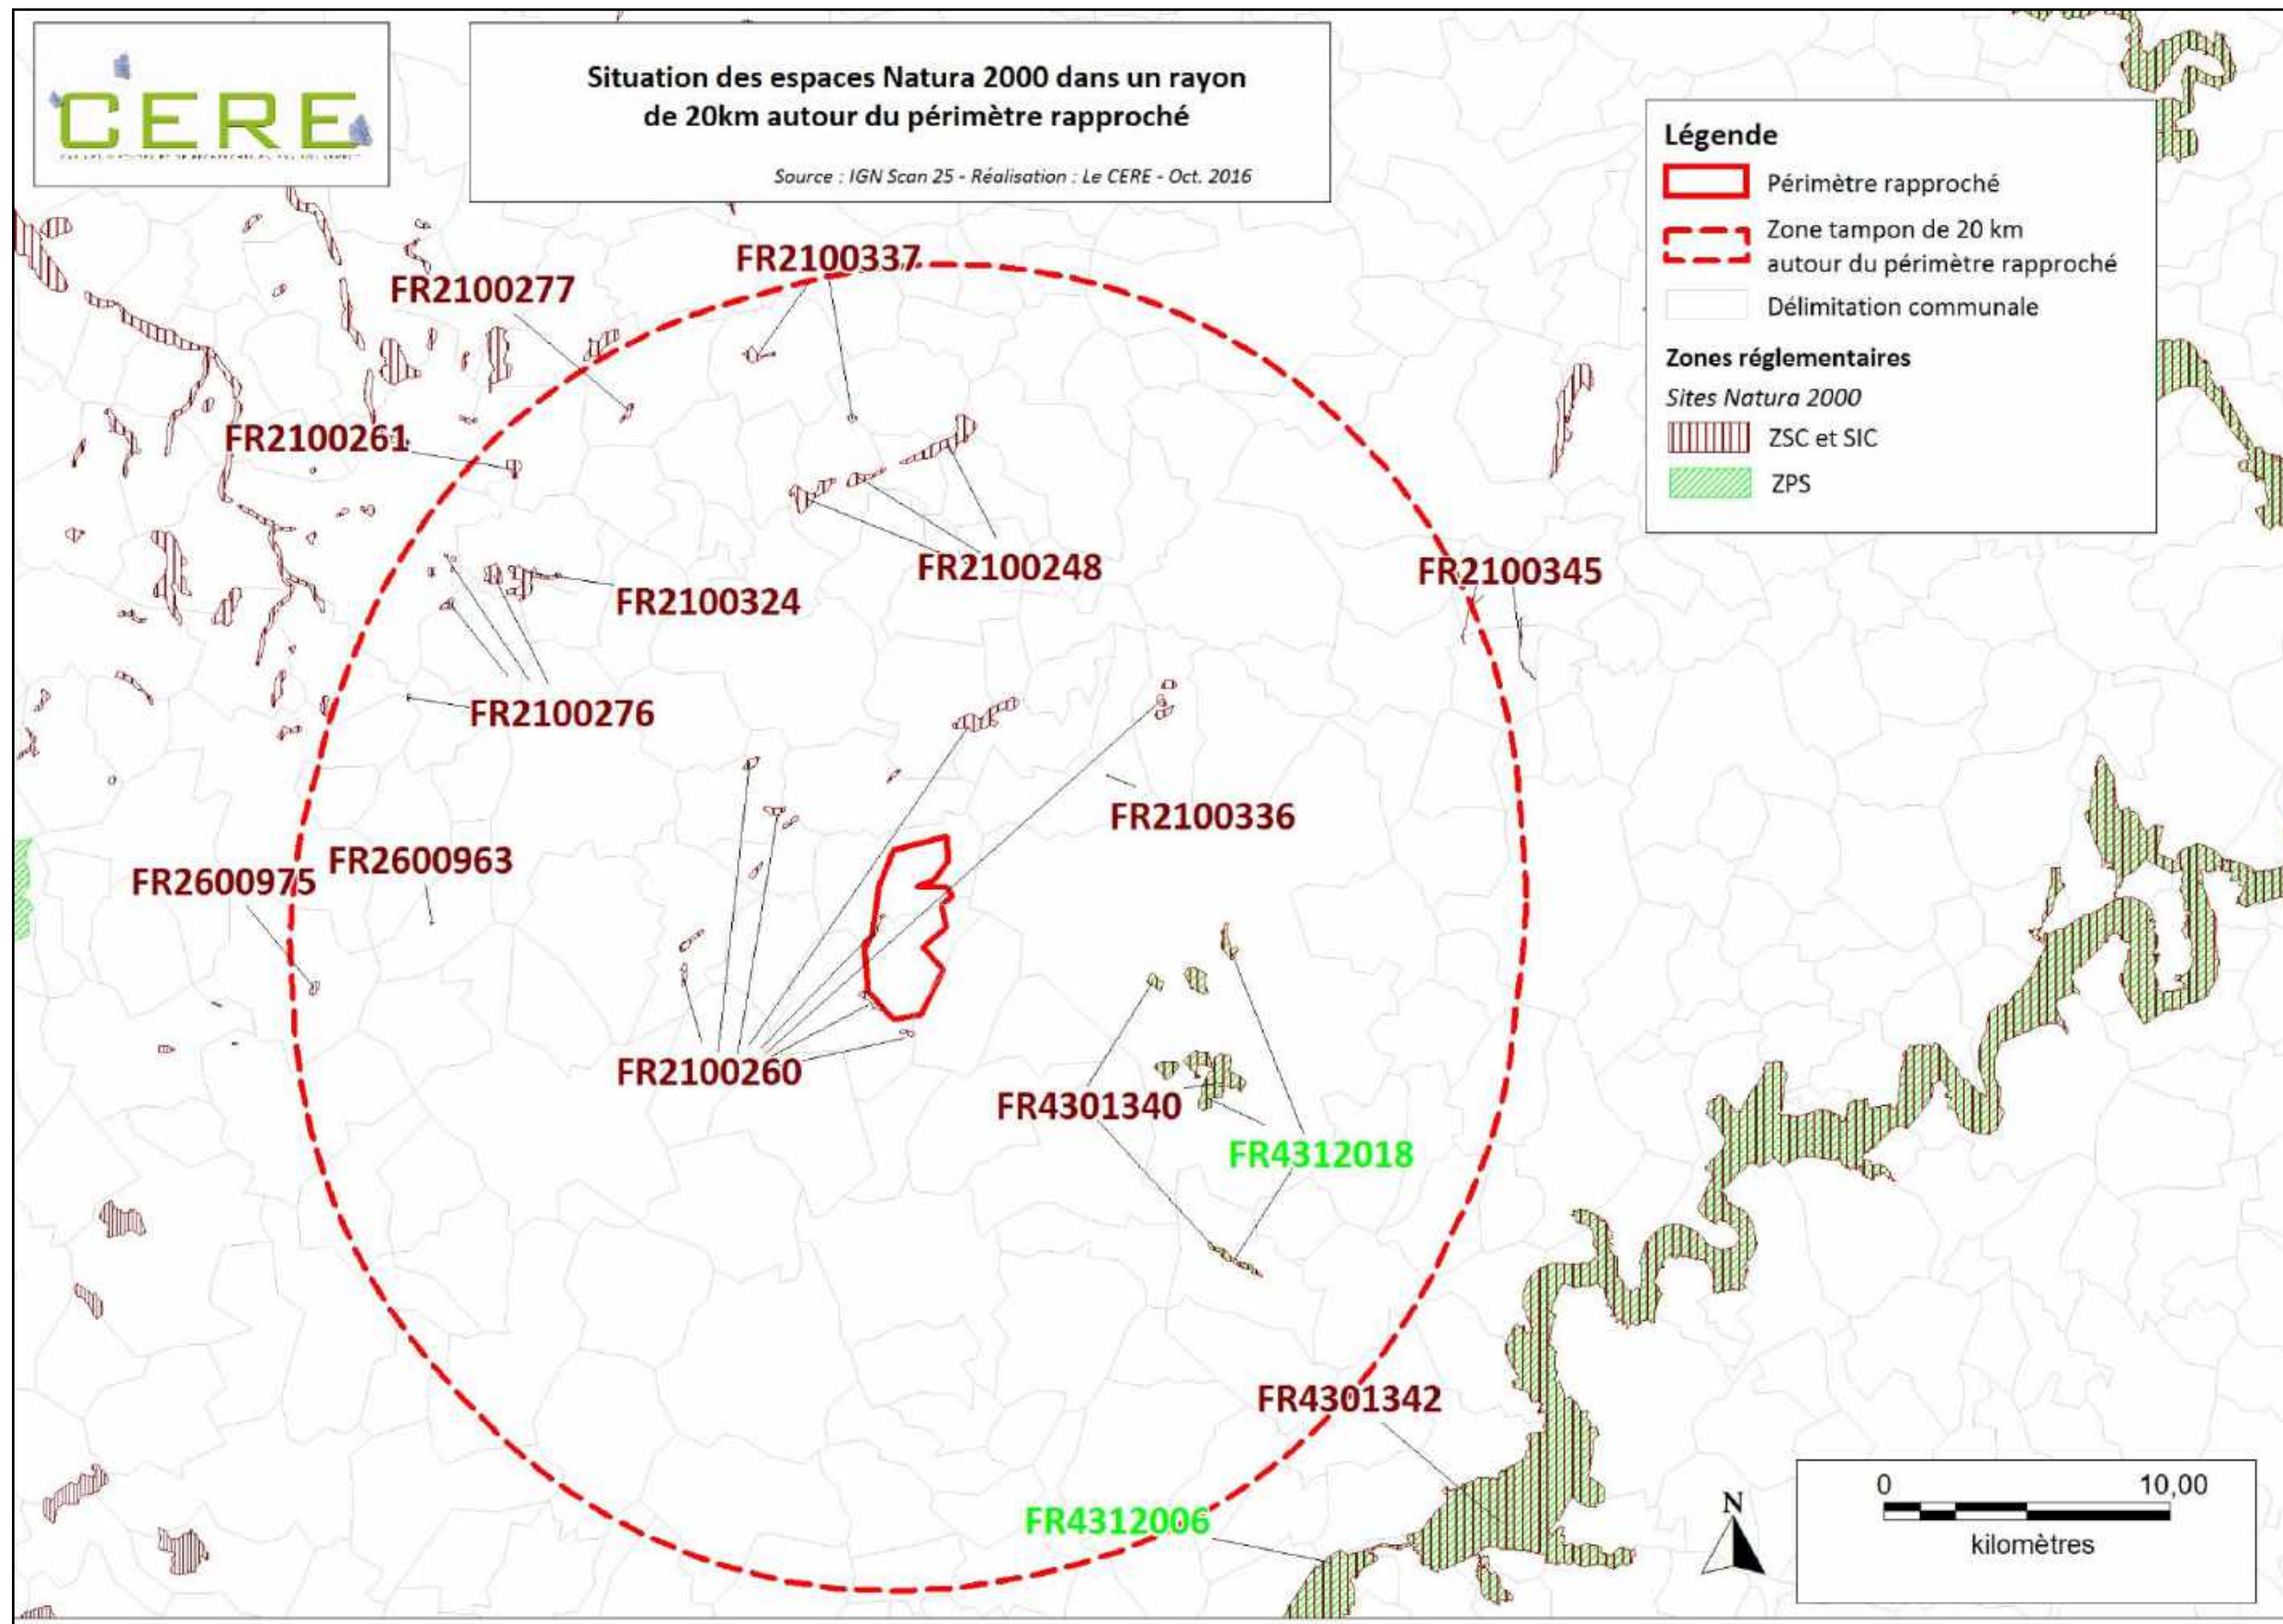 CERE
Situation des espaces Natura 2000 dans un rayon
de 20km autour du périmètre rapproché
Source : IGN Scan 25 - Réalisation : Le CERE - Oct. 2016
Légende
Périmètre rapproché
Zone tampon de 20 km
autour du périmètre rapproché
Délimitation communale
Zones réglementaires
Sites Natura 2000
ZSC et SIC
ZPS
FR2100337
FR2100277
FR2100261
FR2100248
FR2100345
FR2100324
FR2100276
FR2100336
FR2600963
FR2600975
FR2100260
FR4301340
FR4312018
FR4301342
FR4312006
N
0 10,00
kilomètres